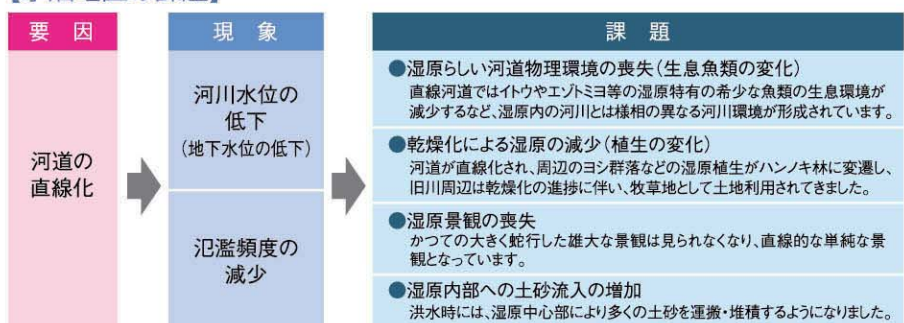 要 因
現 象
課 題
河道の
直線化
河川水位の
低下
(地下水位の低下)
氾濫頻度の
減少
●湿原らしい河道物理環境の喪失(生息魚類の変化)
直線河道ではイトウやエゾトミヨ等の湿原特有の希少な魚類の生息環境が
減少するなど、湿原内の河川とは様相の異なる河川環境が形成されています。
●乾燥化による湿原の減少(植生の変化)
河道が直線化され、周辺のヨシ群落などの湿原植生がハンノキ林に変遷し、
旧川周辺は乾燥化の進捗に伴い、牧草地として土地利用されてきました。
●湿原景観の喪失
かつての大きく蛇行した雄大な景観は見られなくなり、直線的な単純な景
観となっています。
●湿原内部への土砂流入の増加
洪水時には、湿原中心部により多くの土砂を運搬・堆積するようになりました。